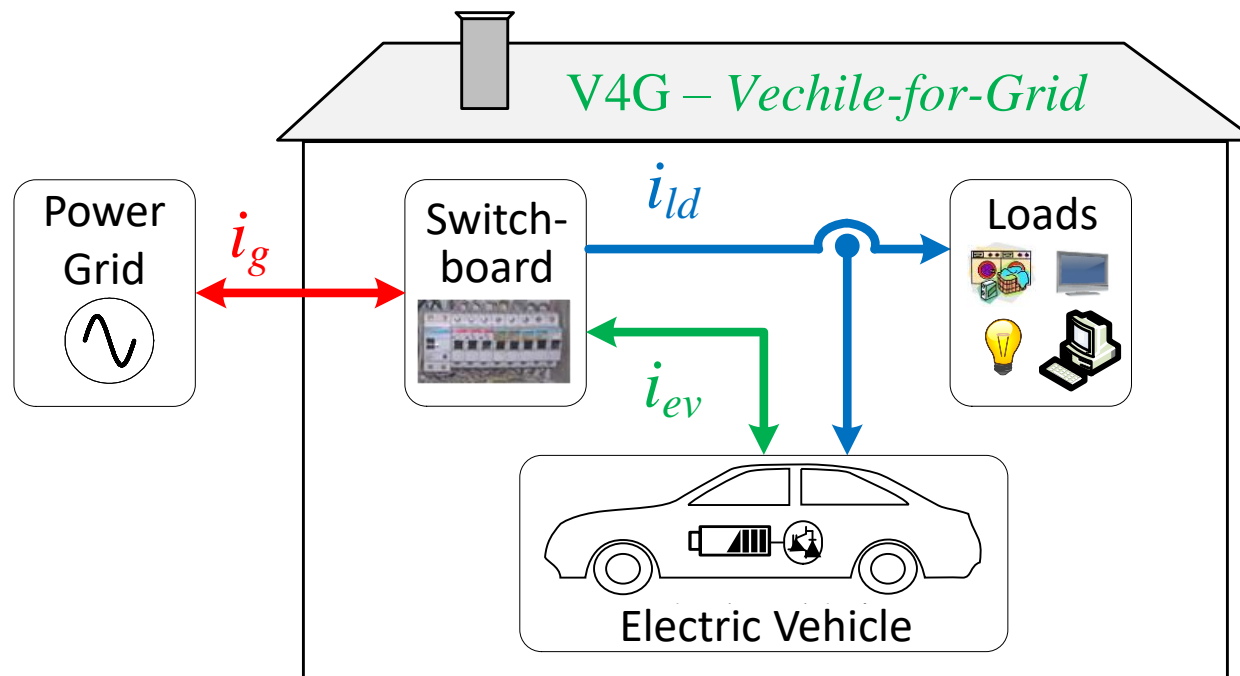 V4G – Vechile-for-Grid
Power
Grid
i_g
Switch-
board
i_ld
Loads
i_ev
Electric Vehicle